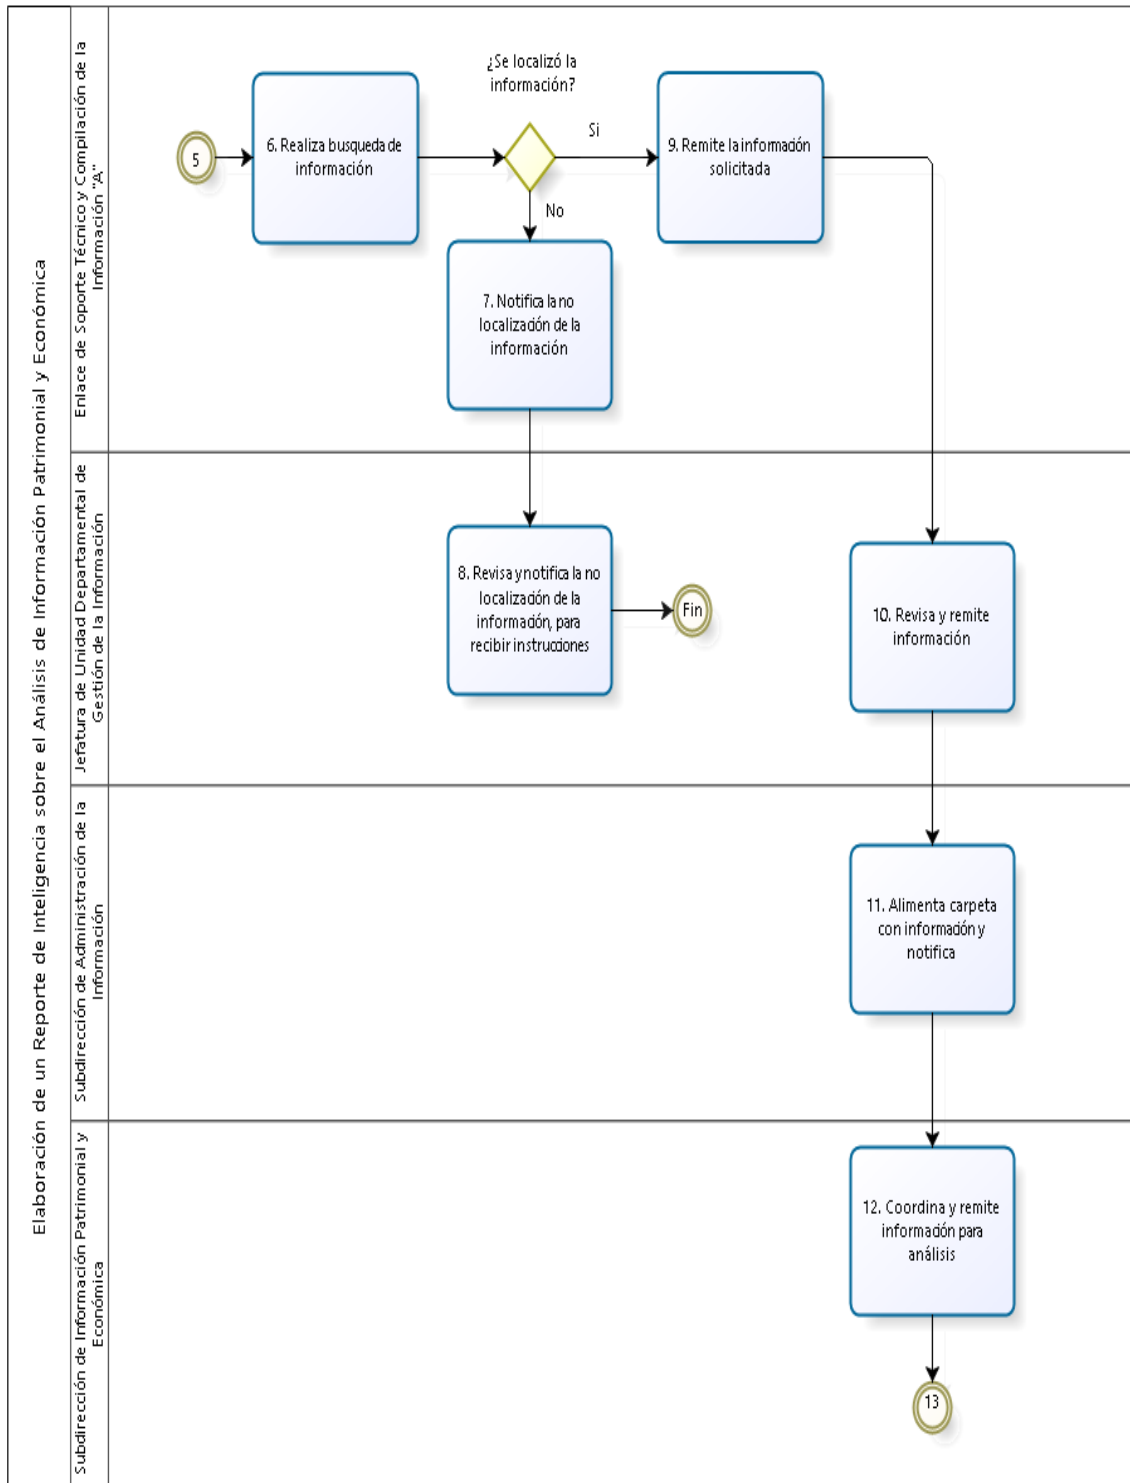 Elaboración de un Reporte de Inteligencia sobre el Análisis de Información Patrimonial y Económica
Enlace de Soporte Técnico y Compilación de la
Información "A"
5
6. Realiza busqueda de
información
¿Se localizó la
información?
Si
No
9. Remite la información
solicitada
7. Notifica la no
localización de la
información
Jefatura de Unidad Departamental de
Gestión de la Información
8. Revisa y notifica la no
localización de la
información, para
recibir instrucciones
Fin
10. Revisa y remite
información
Subdirección de Administración de la
Información
11. Alimenta carpeta
con información y
notifica
Subdirección de Información Patrimonial y
Económica
12. Coordina y remite
información para
análisis
13